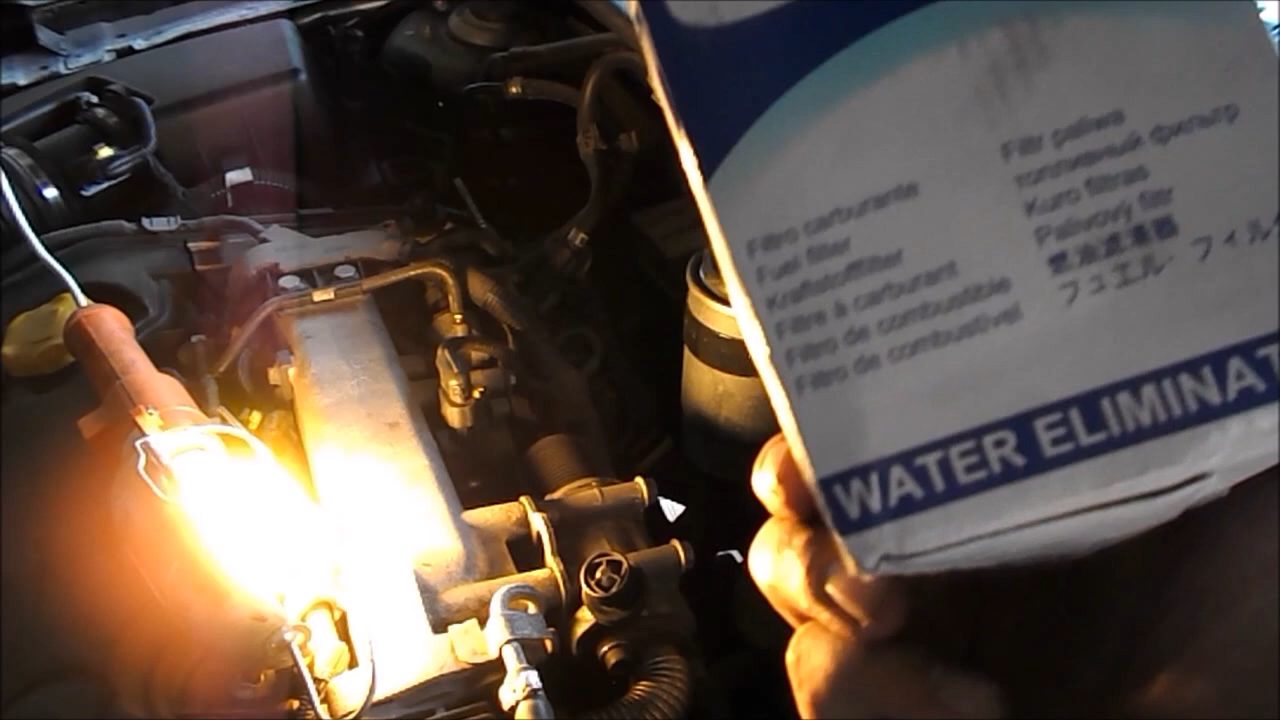 Filtro carburante
Fuel filter
Kraftstofffilter
Filtre à carburant
Filtro de combustible
Filtro de combustível
Filtr paliwa
топливный фильтр
Kuro filtras
Palivový filtr
燃油滤清器
フュエル・フィル
WATER ELIMINAT